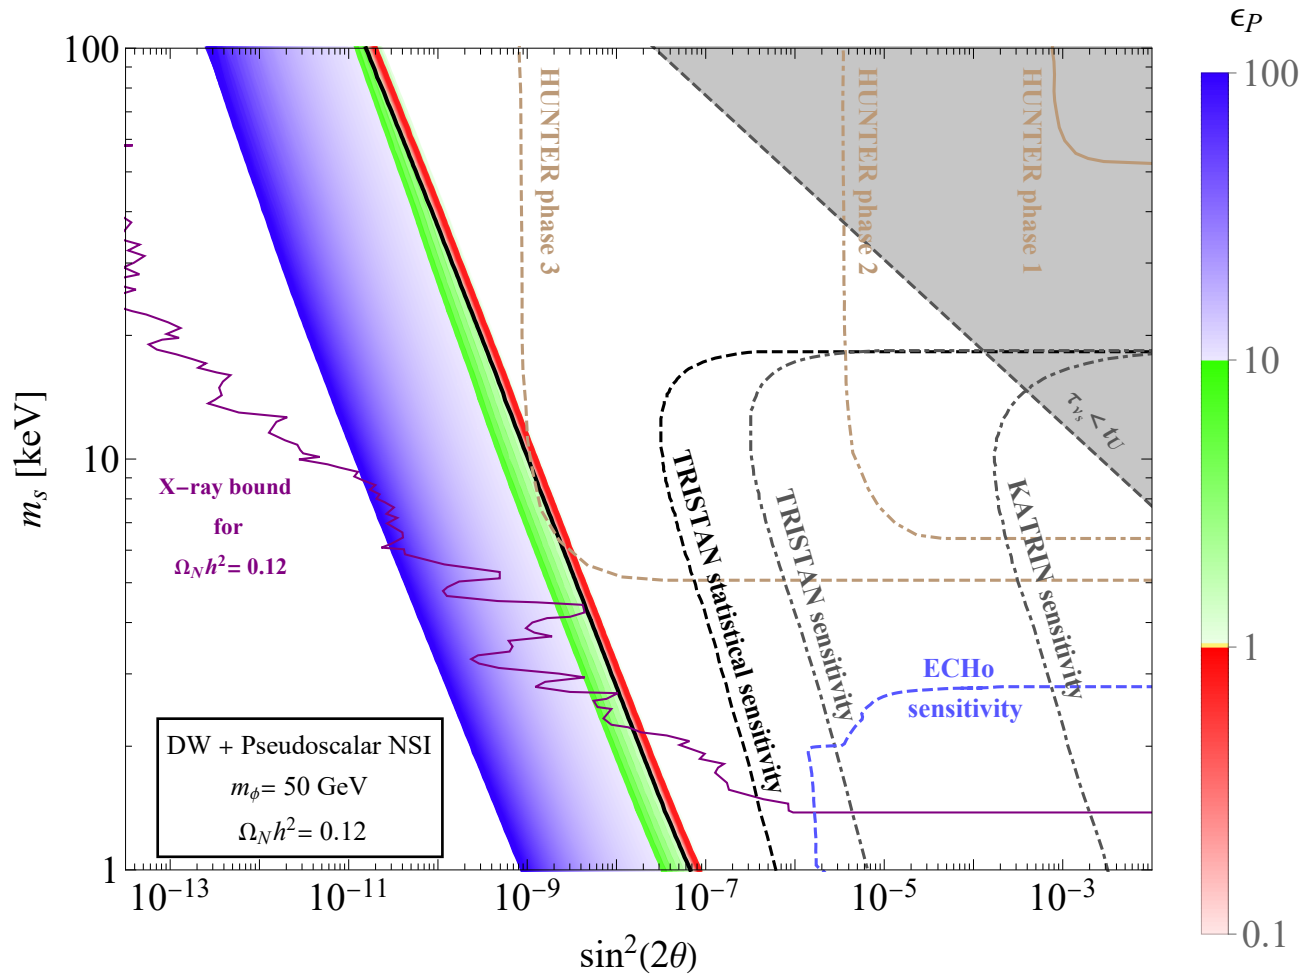 ϵ_P
100
10
1
0.1
100
10
1
m_s [keV]
HUNTER phase 3
HUNTER phase 2
HUNTER phase 1
τ_{ν_s} < t_U
X−ray bound
for
Ω_N h² = 0.12
TRISTAN statistical sensitivity
TRISTAN sensitivity
KATRIN sensitivity
ECHo
sensitivity
DW + Pseudoscalar NSI
m_ϕ = 50 GeV
Ω_N h² = 0.12
10⁻¹³ 10⁻¹¹ 10⁻⁹ 10⁻⁷ 10⁻⁵ 10⁻³
sin²(2θ)